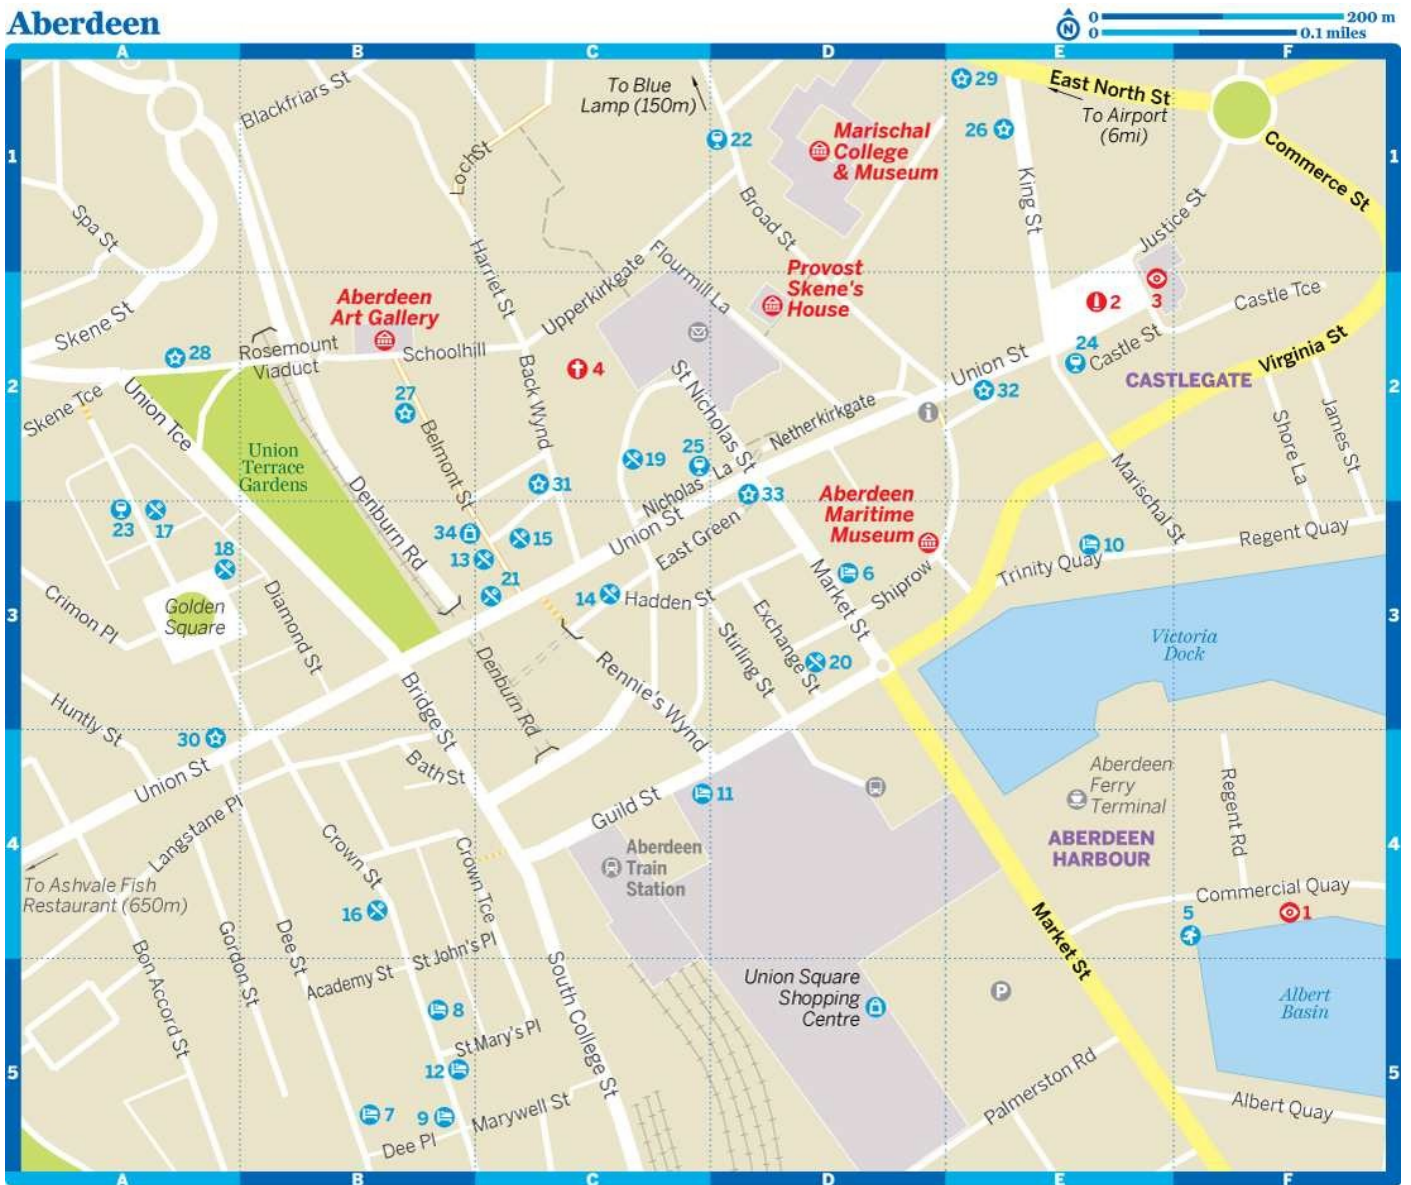 Aberdeen
N
0
200 m
0
0.1 miles
A
B
C
D
E
F
1
1
Blackfriars St
Loch St
To Blue
Lamp (150m)
22
Marischal
College
& Museum
29
26
East North St
To Airport
(6mi)
Commerce St
Spa St
Harriet St
Upperkirkgate
Flourmill La
Broad St
King St
Justice St
Provost
Skene's
House
2
3
Castle Tce
Aberdeen
Art Gallery
Skene St
28
Rosemount
Viaduct
Schoolhill
Back Wynd
4
St Nicholas St
Union St
24
Castle St
Virginia St
32
CASTLEGATE
2
2
Skene Tce
Union Tce
27
Belmont St
Netherkirkgate
Shore La
James St
Union
Terrace
Gardens
19
25
31
Nicholas La
33
Marischal St
23
17
Denburn Rd
34
13
15
Union St
East Green
Aberdeen
Maritime
Museum
10
Regent Quay
Trinity Quay
18
21
14
Hadden St
Market St
6
Shiprow
Crimon Pl
Golden
Square
Diamond St
3
3
Denburn Rd
Rennie's Wynd
Stirling St
Exchange St
20
Victoria
Dock
Huntly St
30
Bridge St
Union St
Bath St
Guild St
11
Aberdeen
Ferry
Terminal
Regent Rd
Langstane Pl
Crown St
Crown Tce
Aberdeen
Train
Station
ABERDEEN
HARBOUR
4
4
To Ashvale Fish
Restaurant (650m)
16
Commercial Quay
5
1
Market St
Bon Accord St
Gordon St
Dee St
Academy St
St John's Pl
South College St
Union Square
Shopping
Centre
P
Albert
Basin
8
St Mary's Pl
12
5
5
7
9
Marywell St
Dee Pl
Palmerston Rd
Albert Quay
A
B
C
D
E
F